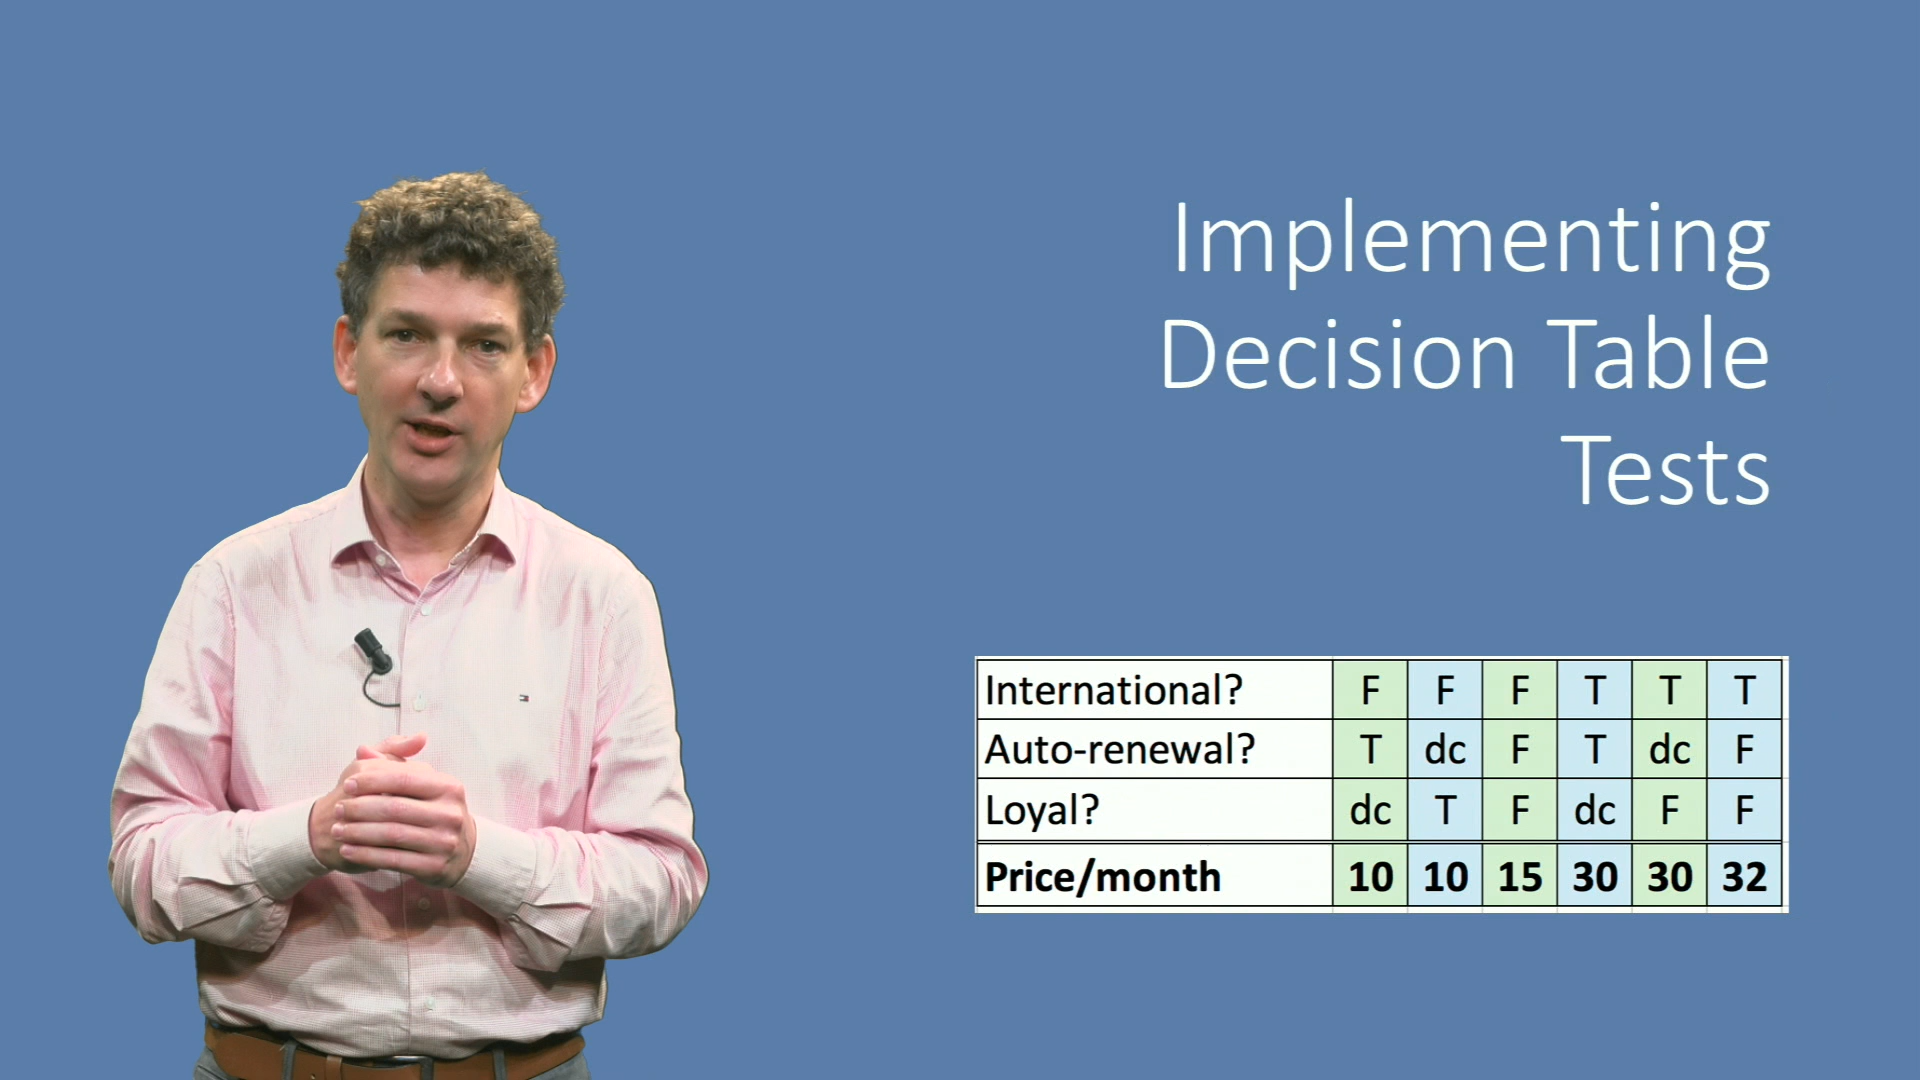 Implementing
Decision Table
Tests
International? F F F T T T
Auto-renewal? T dc F T dc F
Loyal? dc T F dc F F
Price/month 10 10 15 30 30 32